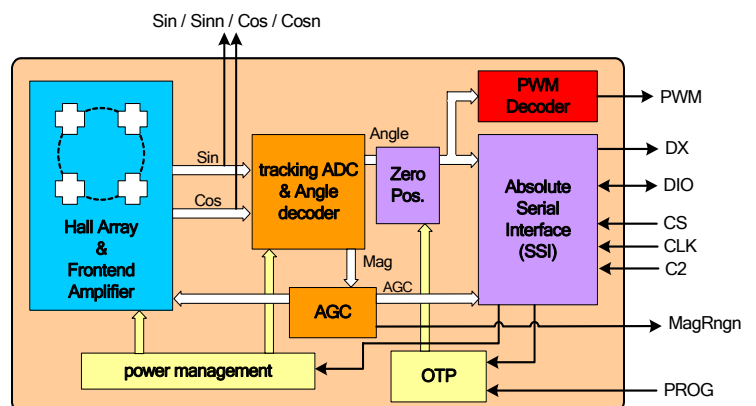 Sin / Sinn / Cos / Cosn
PWM
Decoder
PWM
Angle
Sin
tracking ADC
& Angle
decoder
Zero
Pos.
Absolute
Serial
Interface
(SSI)
DX
DIO
CS
CLK
C2
Cos
Hall Array
&
Frontend
Amplifier
Mag
AGC
AGC
MagRngn
power management
OTP
PROG